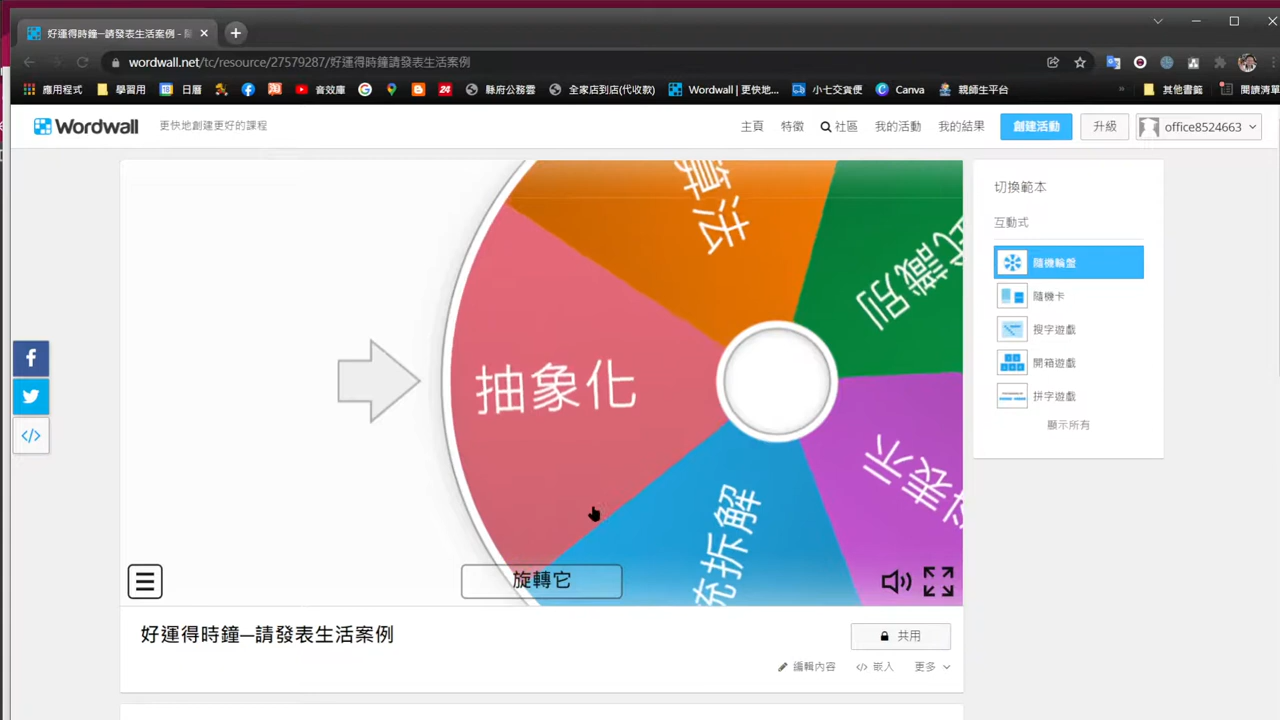 好運得時鐘─請發表生活案例 -
wordwall.net/tc/resource/27579287/好運得時鐘請發表生活案例
應用程式
學習用
日曆
音效庫
縣府公務雲
全家店到店(代收款)
Wordwall | 更快地...
小七交貨便
Canva
親師生平台
»
其他書籤
閱讀清單
Wordwall
更快地創建更好的課程
主頁
特徵
社區
我的活動
我的結果
創建活動
升級
office8524663
算法
式識別
抽象化
表示
拆解
旋轉它
切換範本
互動式
隨機輪盤
隨機卡
搜字遊戲
開箱遊戲
拼字遊戲
顯示所有
好運得時鐘─請發表生活案例
共用
編輯內容
</> 嵌入
更多